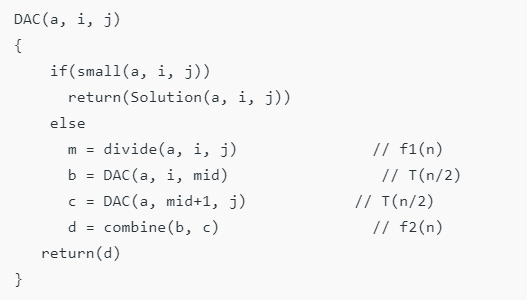 DAC(a, i, j)
{
    if(small(a, i, j))
      return(Solution(a, i, j))
    else
      m = divide(a, i, j)               // f1(n)
      b = DAC(a, i, mid)                 // T(n/2)
      c = DAC(a, mid+1, j)            // T(n/2)
      d = combine(b, c)                 // f2(n)
   return(d)
}